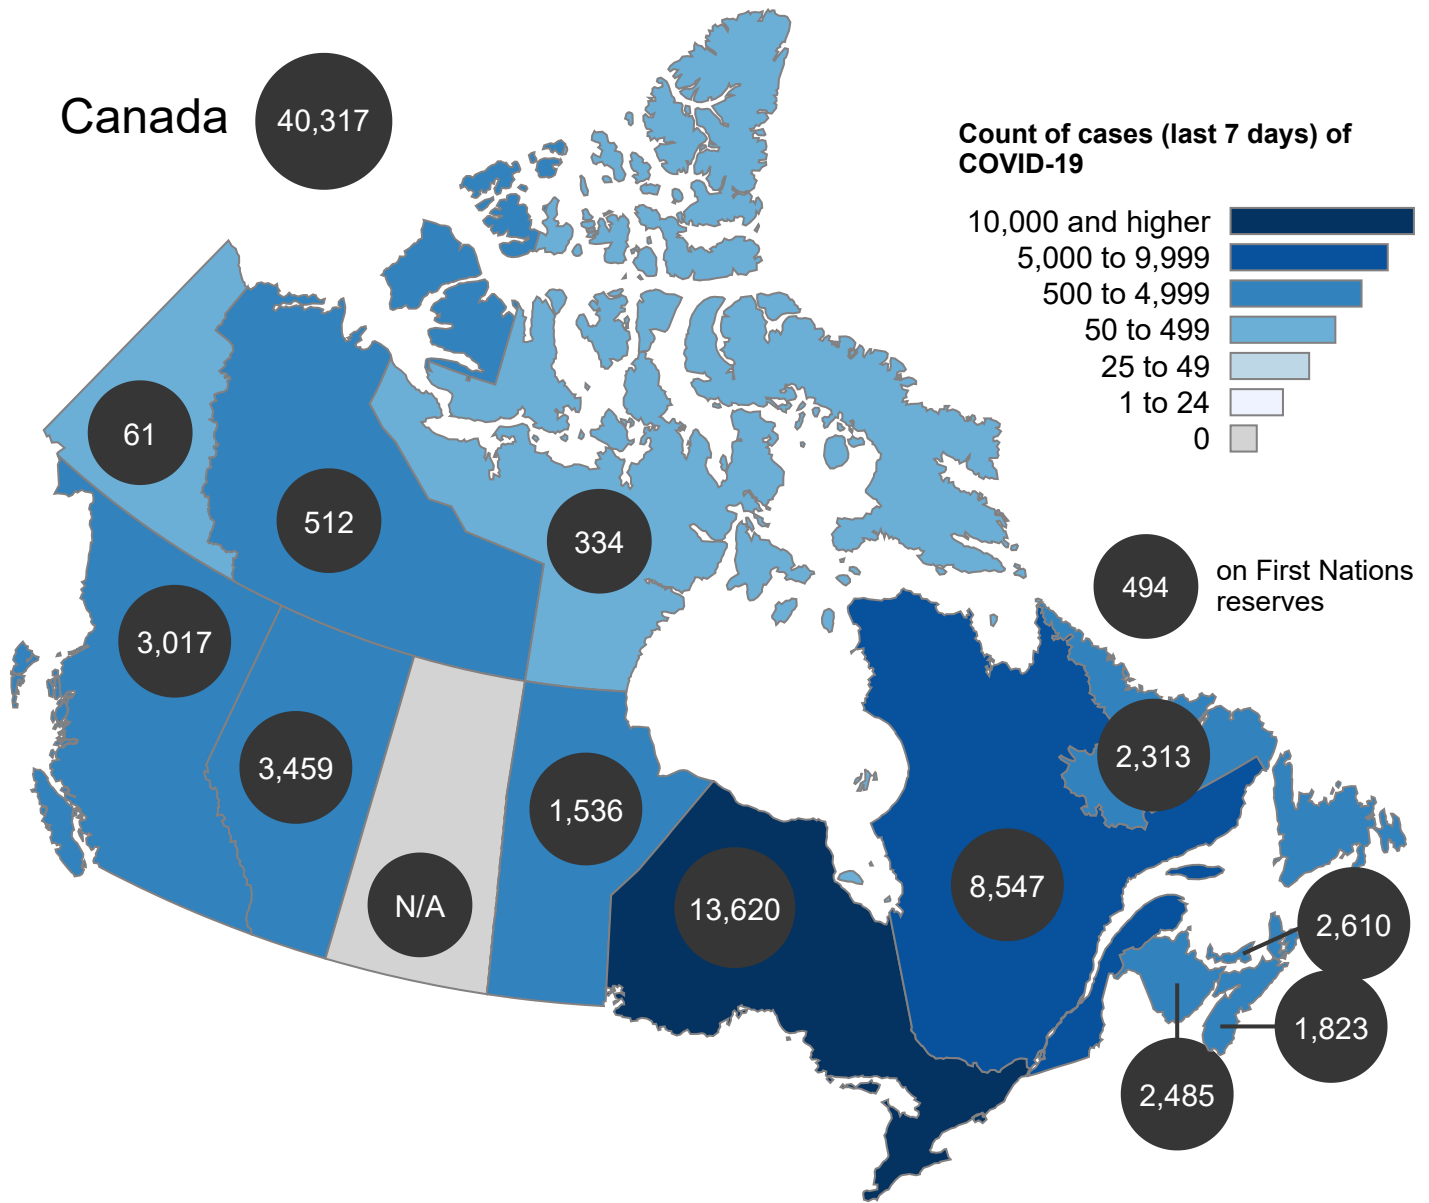 Canada
40,317
Count of cases (last 7 days) of
COVID-19
10,000 and higher
5,000 to 9,999
500 to 4,999
50 to 499
25 to 49
1 to 24
0
61
512
334
494
on First Nations
reserves
3,017
3,459
N/A
1,536
13,620
8,547
2,313
2,610
1,823
2,485